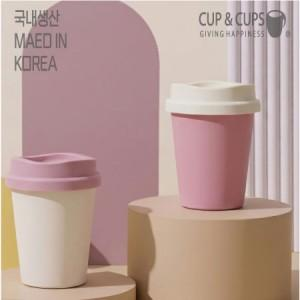 국내생산
MAED IN
KOREA
CUP & CUPS
GIVING HAPPINESS
®